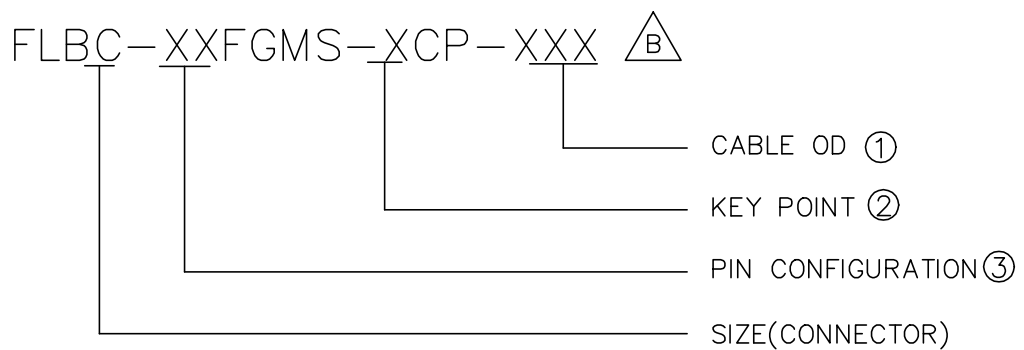 FLBC-XXFGMS-XCP-XXX B
CABLE OD ①
KEY POINT ②
PIN CONFIGURATION③
SIZE(CONNECTOR)